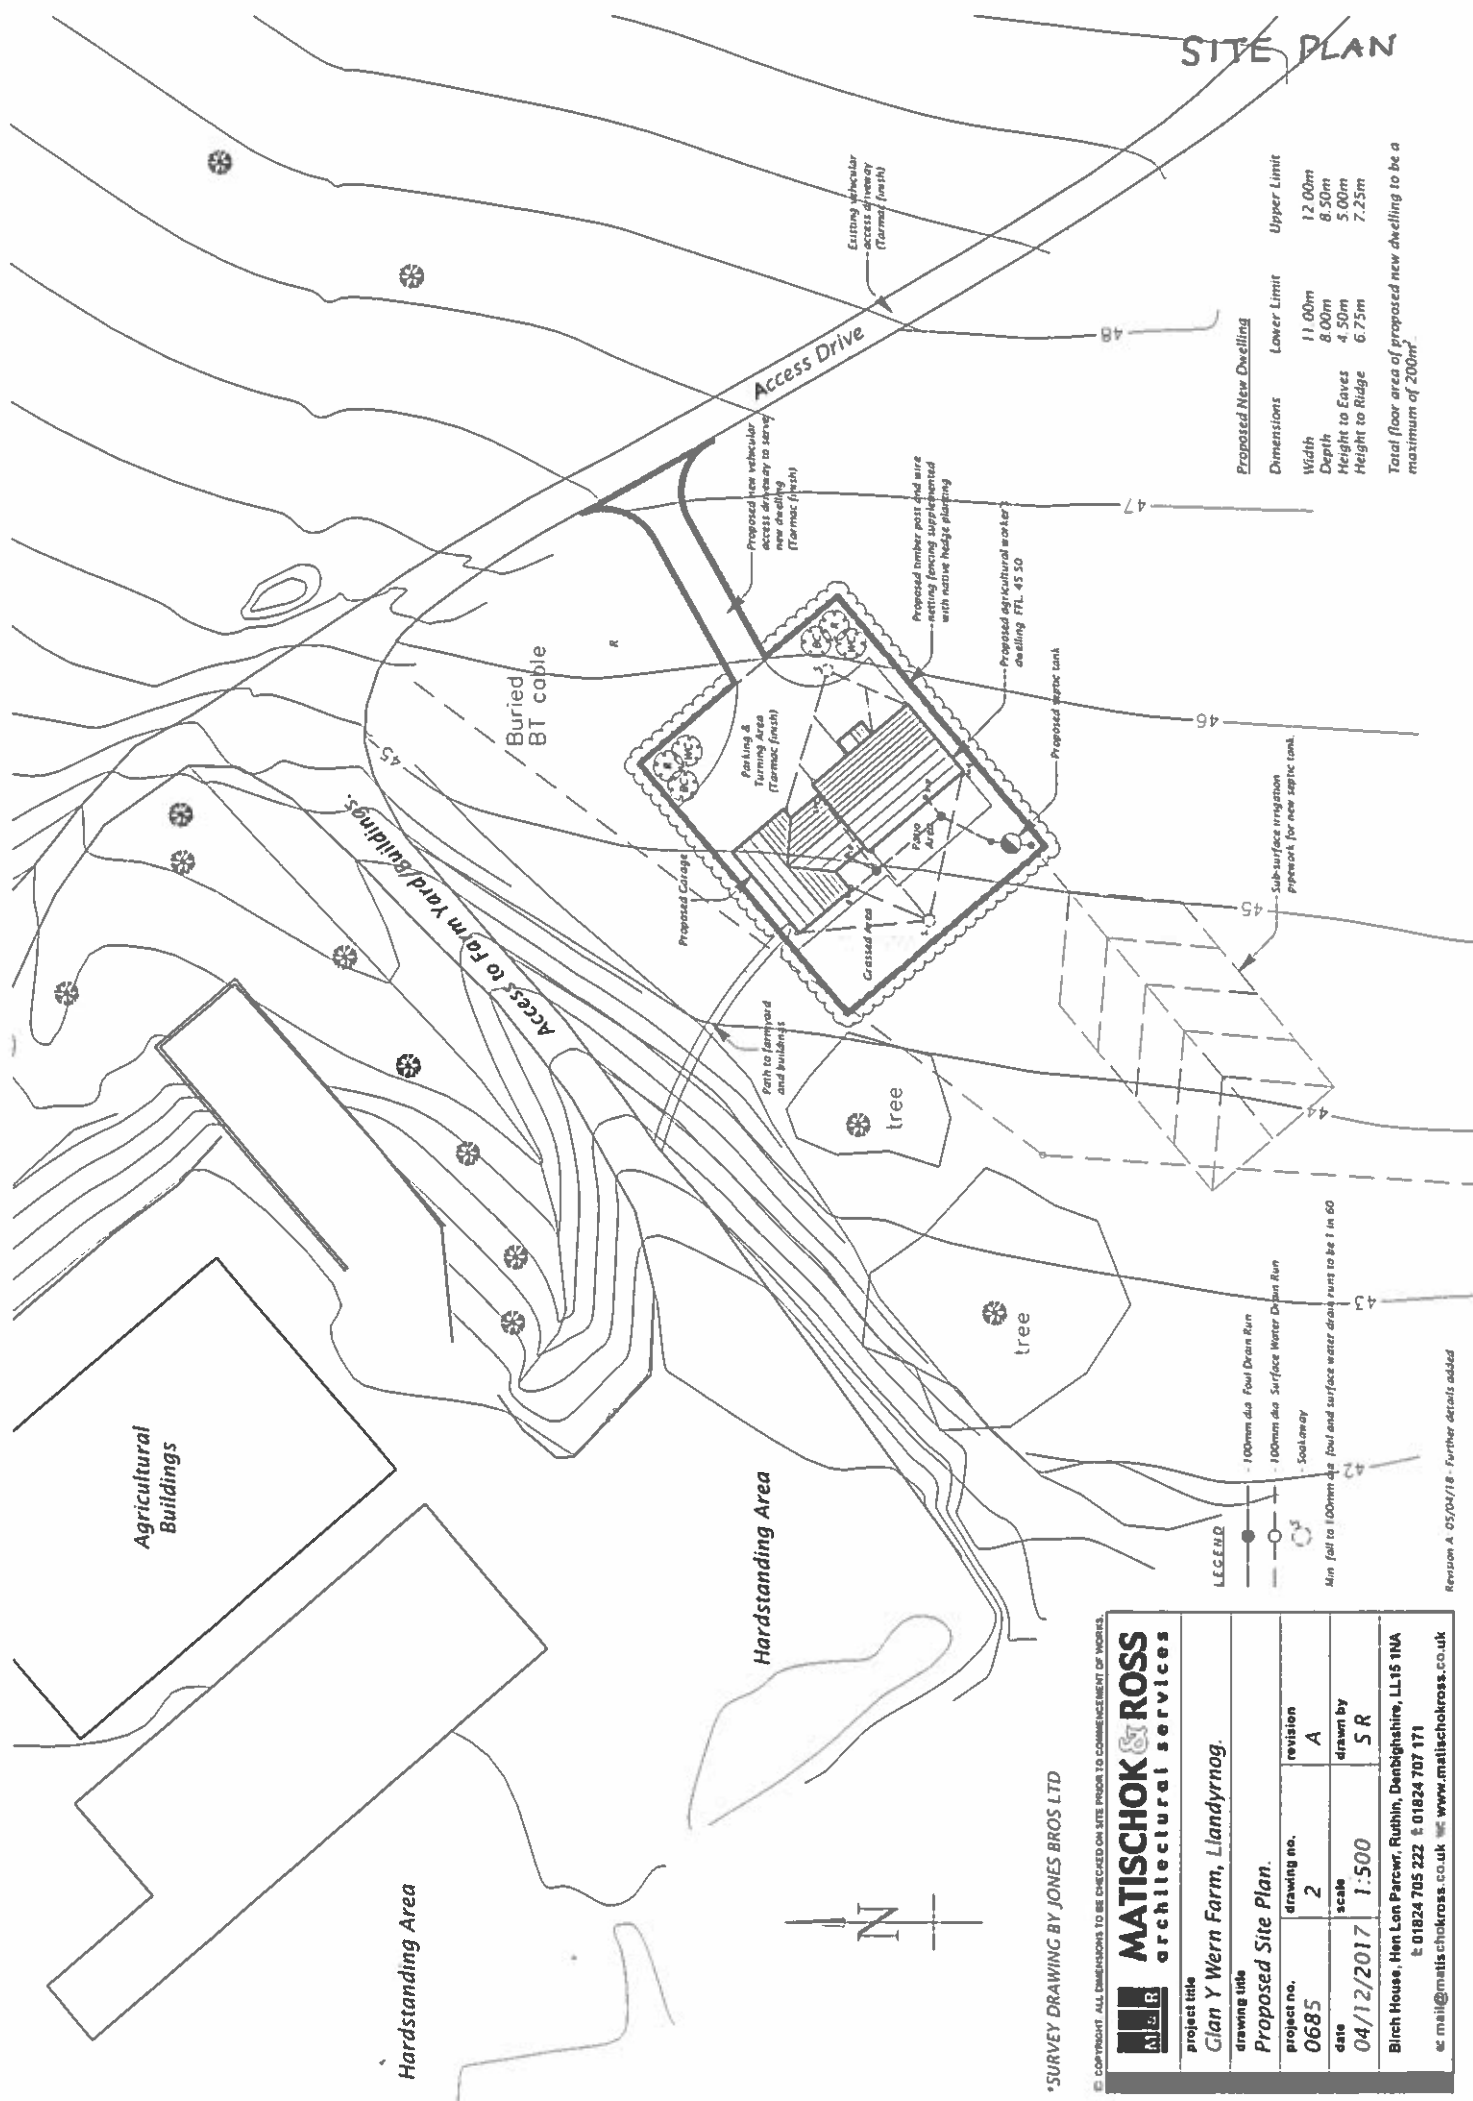 SITE PLAN
Existing vehicular
access driveway
(Tarmac finish)
Access Drive
Proposed new vehicular
access driveway to serve
new dwelling
(Tarmac finish)
Proposed timber post and wire
netting fencing supplemented
with native hedge planting
Proposed agricultural worker's
dwelling FFL 45 50
Proposed septic tank
Sub-surface irrigation
pipework for new septic tank.
Buried
BT cable
R
Parking &
Turning Area
(Tarmac finish)
R
WC
BC
BC
R
WC
Proposed Garage
Patio
Area
Grassed Area
Path to farmyard
and buildings
Access to Farm Yard/Buildings.
tree
tree
45
48
47
46
45
44
43
42
Agricultural
Buildings
Hardstanding Area
Hardstanding Area
N
Proposed New Dwelling
Dimensions Lower Limit Upper Limit
Width 11.00m 12.00m
Depth 8.00m 8.50m
Height to Eaves 4.50m 5.00m
Height to Ridge 6.75m 7.25m
Total floor area of proposed new dwelling to be a
maximum of 200m²
LEGEND
- 100mm dia Foul Drain Run
- 100mm dia Surface Water Drain Run
S - Soakaway
Min fall to 100mm dia foul and surface water drain runs to be 1 in 60
Revision A 05/04/18 - Further details added
*SURVEY DRAWING BY JONES BROS LTD
© COPYRIGHT. ALL DIMENSIONS TO BE CHECKED ON SITE PRIOR TO COMMENCEMENT OF WORKS.
M&R MATISCHOK & ROSS
architectural services
project title
Glan Y Wern Farm, Llandyrnog.
drawing title
Proposed Site Plan.
project no. drawing no. revision
0685 2 A
date scale drawn by
04/12/2017 1:500 S R
Birch House, Hen Lon Parcwr, Ruthin, Denbighshire, LL15 1NA
t: 01824 705 222 f: 01824 707 171
e: mail@matischokross.co.uk w: www.matischokross.co.uk